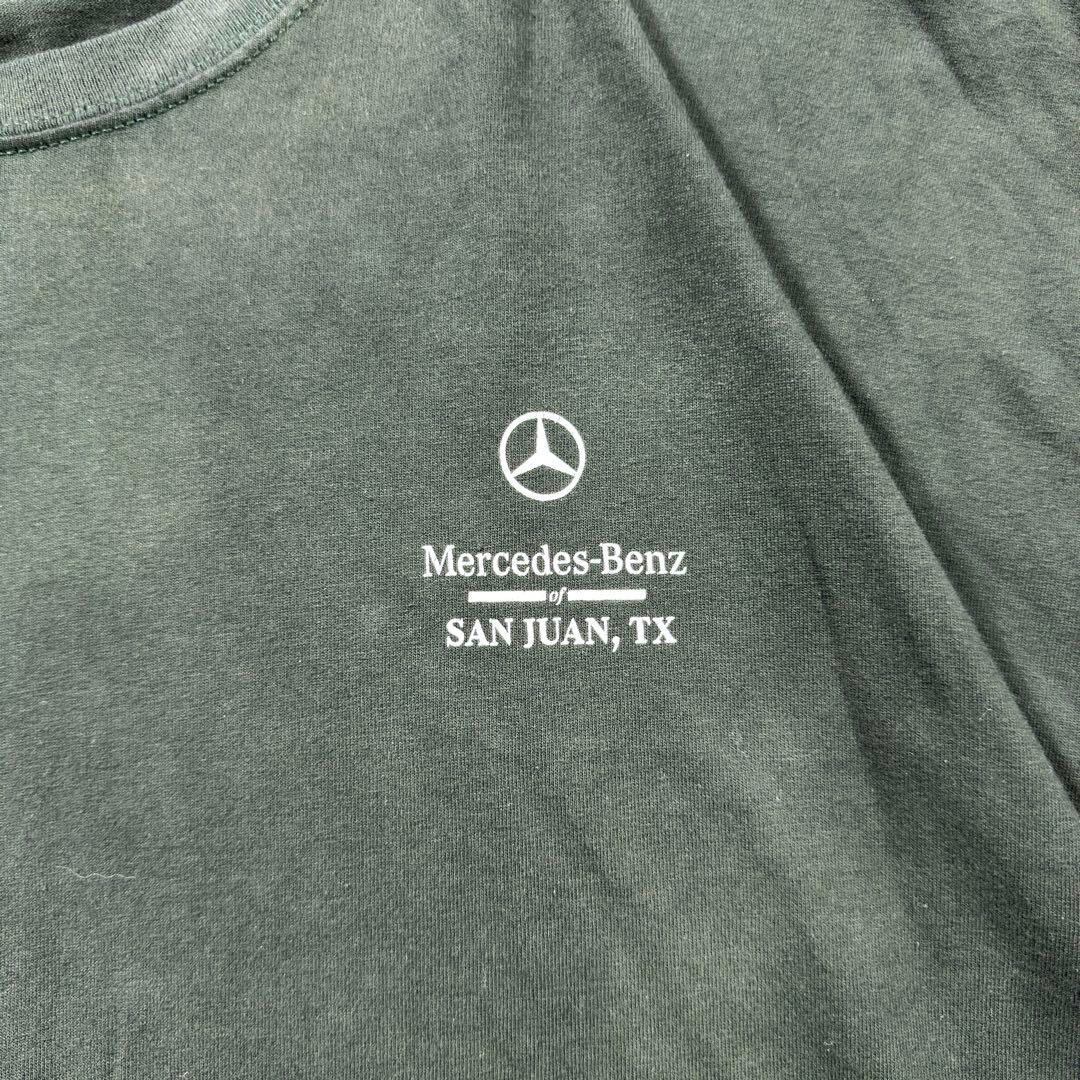 Mercedes-Benz
of
SAN JUAN, TX